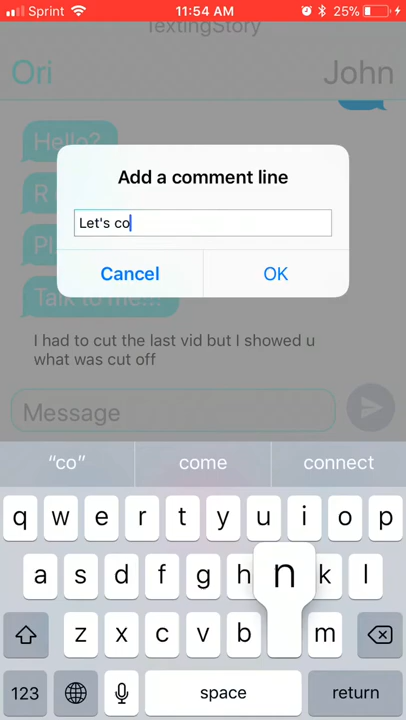 Sprint 11:54 AM 25%
TextingStory
Ori John
Hello?
R
Pl
Talk to me!!!
Add a comment line
Let's co
Cancel OK
I had to cut the last vid but I showed u
what was cut off
Message
“co” come connect
q w e r t y u i o p
a s d f g h n k l
z x c v b m
123 space return